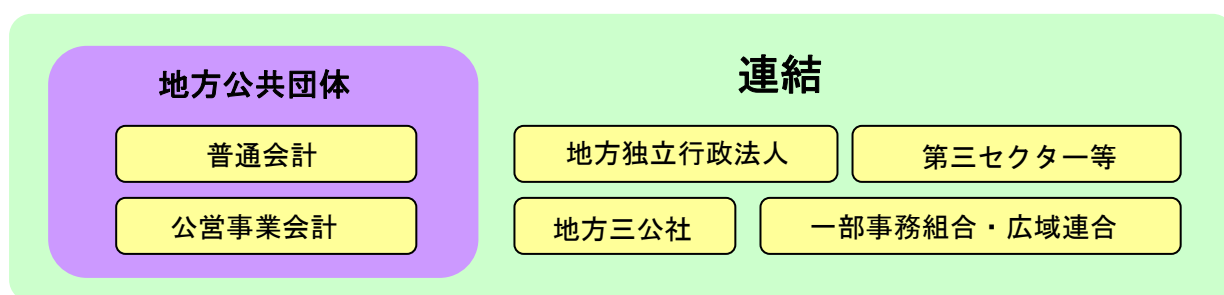 地方公共団体
普通会計
公営事業会計
連結
地方独立行政法人
第三セクター等
地方三公社
一部事務組合・広域連合